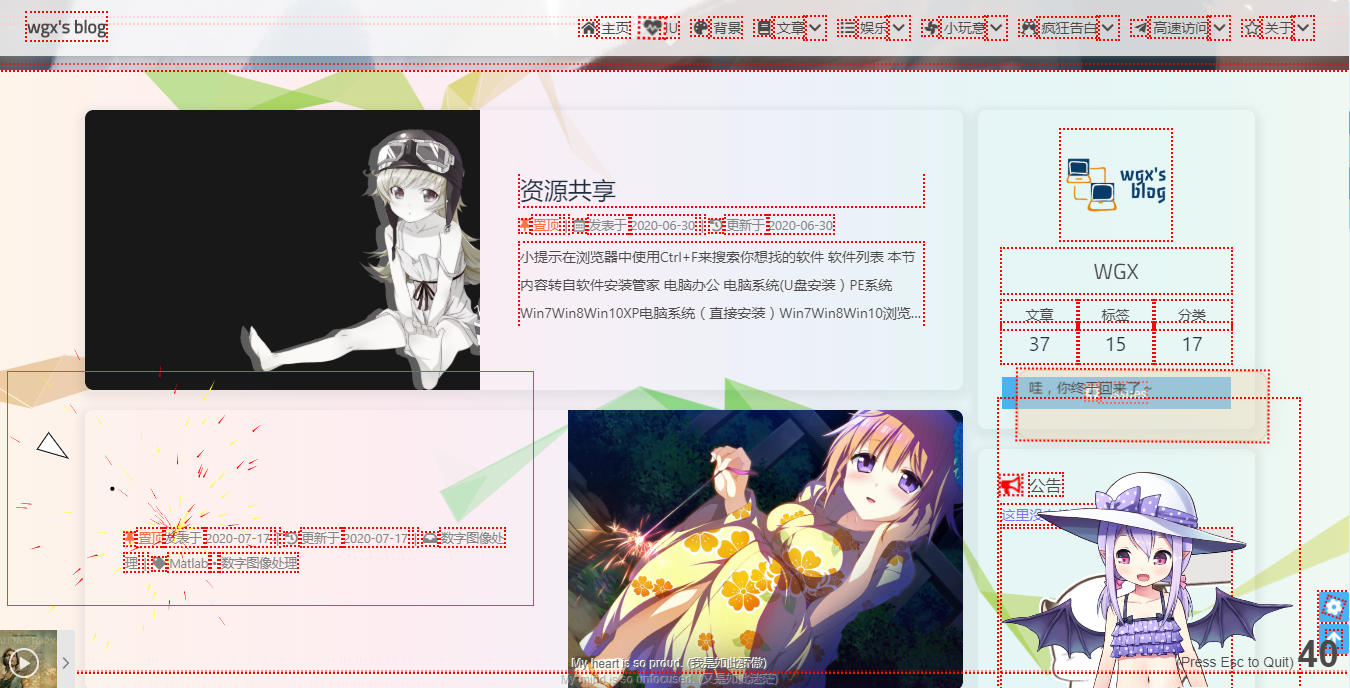 wgx's blog
主页
背景
文章
娱乐
小玩意
疯狂告白
高速访问
关于
资源共享
置顶 | 发表于 2020-06-30 | 更新于 2020-06-30
小提示在浏览器中使用Ctrl+F来搜索你想找的软件 软件列表 本节
内容转自软件安装管家 电脑办公 电脑系统(U盘安装）PE系统
Win7Win8Win10XP电脑系统（直接安装）Win7Win8Win10浏览...
wgx's
blog
WGX
文章 标签 分类
37 15 17
哇，你终于回来了~
公告
这里没
置顶发表于 2020-07-17 | 更新于 2020-07-17 | 数字图像处
理 | Matlab 数字图像处理
My heart is so proud. (我是如此骄傲)
My mind is so unfocused. (又是如此迷茫)
(Press Esc to Quit) 40